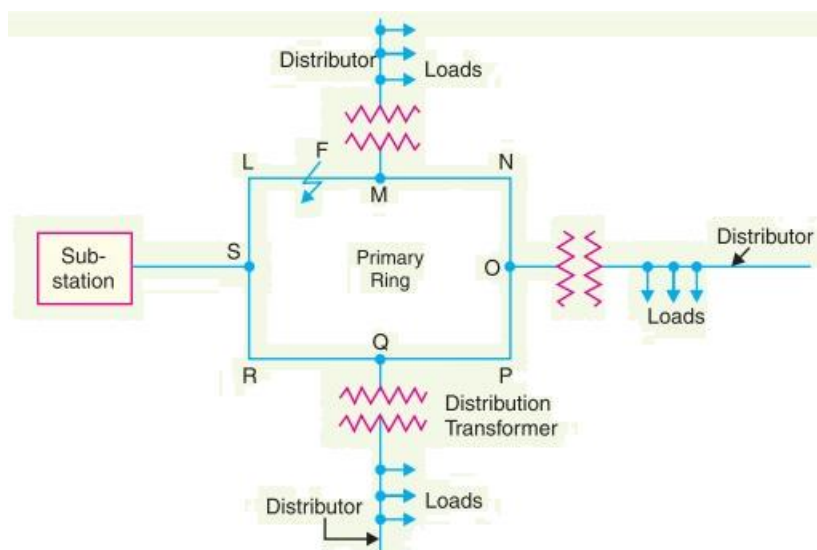 Distributor
Loads
L
F
M
N
S
Sub-
station
Primary
Ring
O
Distributor
Loads
Q
R
P
Distribution
Transformer
Distributor
Loads